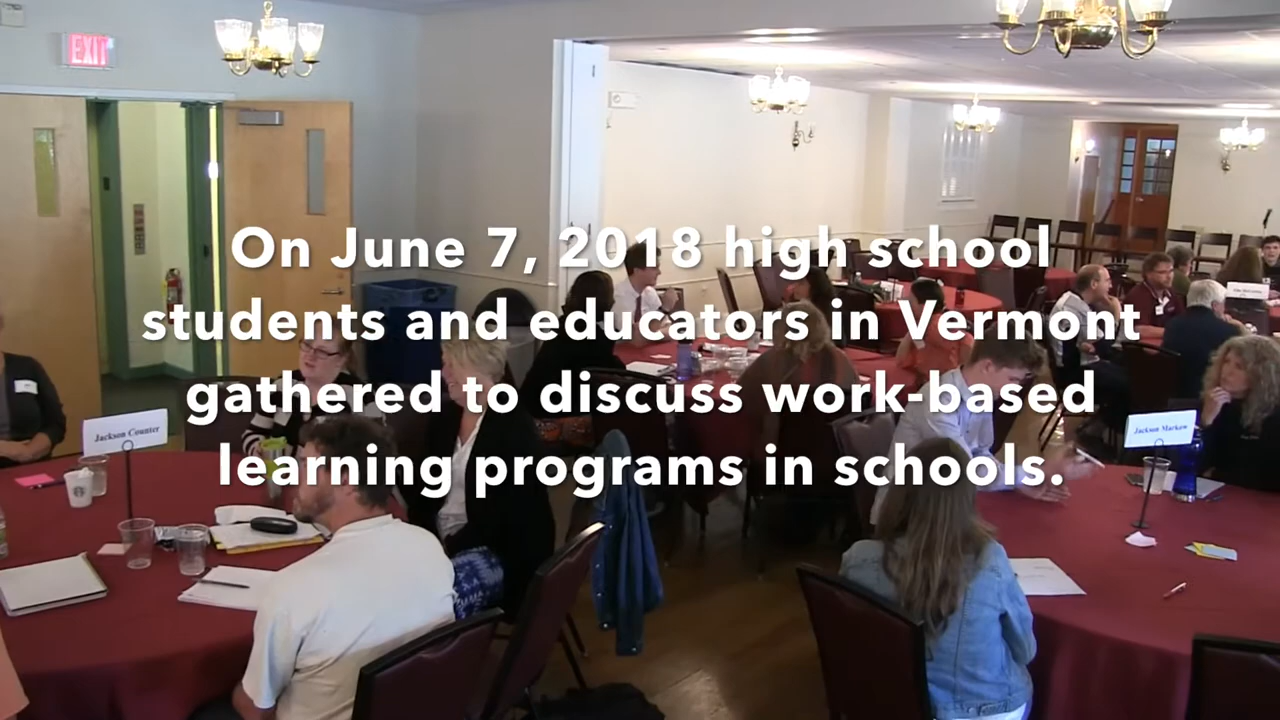 EXIT
On June 7, 2018 high school
students and educators in Vermont
gathered to discuss work-based
learning programs in schools.
Jackson Counter
Jackson Markow